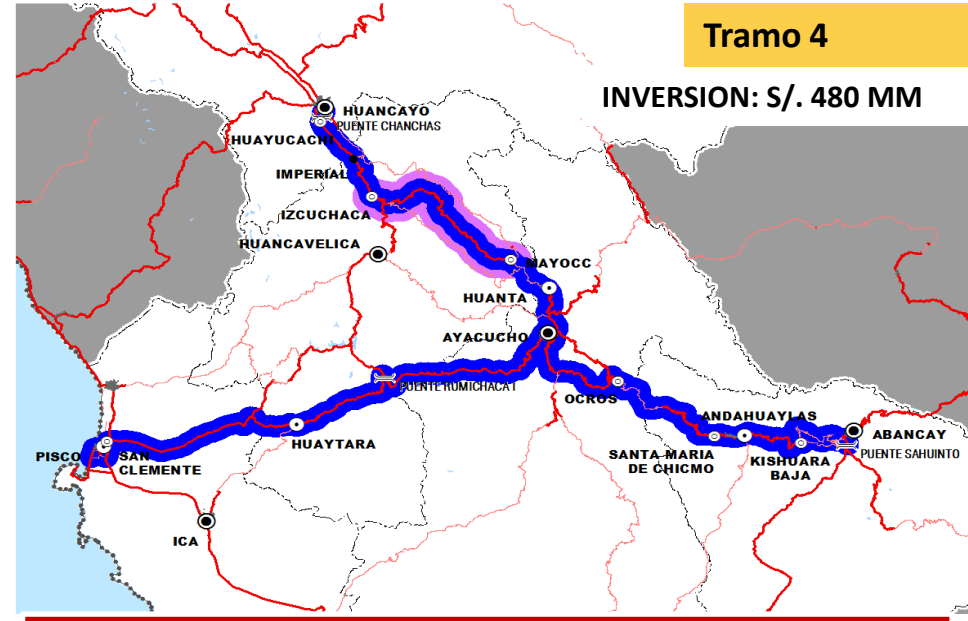 Tramo 4
INVERSION: S/. 480 MM
HUANCAYO
PUENTE CHANCHAS
HUAYUCACHI
IMPERIAL
IZCUCHACA
HUANCAVELICA
MAYOCC
HUANTA
AYACUCHO
PUENTE RUMICHACA I
OCROS
ANDAHUAYLAS
ABANCAY
HUAYTARA
PISCO
SAN
CLEMENTE
SANTA MARIA
DE CHICMO
KISHUARA
BAJA
PUENTE SAHUINTO
ICA